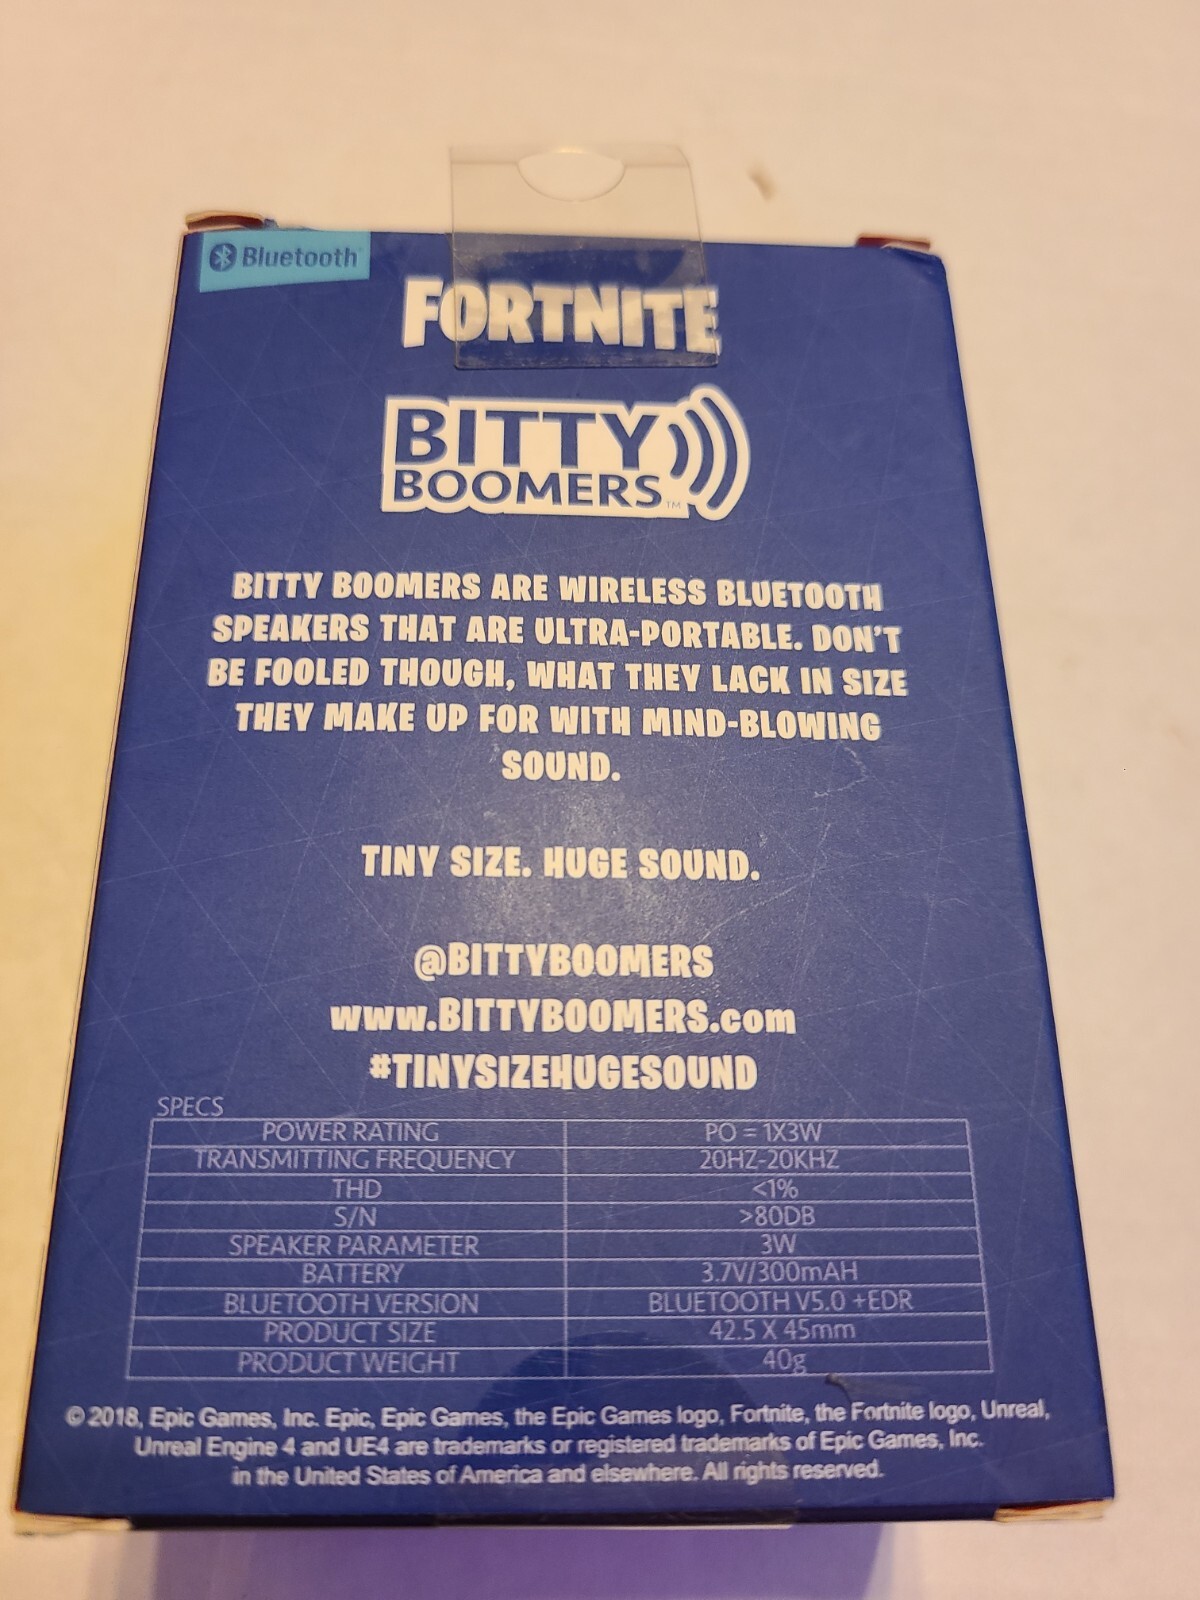 Bluetooth
FORTNITE
BITTY
BOOMERS™
BITTY BOOMERS ARE WIRELESS BLUETOOTH
SPEAKERS THAT ARE ULTRA-PORTABLE. DON'T
BE FOOLED THOUGH, WHAT THEY LACK IN SIZE
THEY MAKE UP FOR WITH MIND-BLOWING
SOUND.
TINY SIZE. HUGE SOUND.
@BITTYBOOMERS
www.BITTYBOOMERS.com
#TINYSIZEHUGESOUND
SPECS
POWER RATING PO = 1X3W
TRANSMITTING FREQUENCY 20HZ-20KHZ
THD <1%
S/N >80DB
SPEAKER PARAMETER 3W
BATTERY 3.7V/300mAH
BLUETOOTH VERSION BLUETOOTH V5.0 +EDR
PRODUCT SIZE 42.5 X 45mm
PRODUCT WEIGHT 40g
© 2018, Epic Games, Inc. Epic, Epic Games, the Epic Games logo, Fortnite, the Fortnite logo, Unreal,
Unreal Engine 4 and UE4 are trademarks or registered trademarks of Epic Games, Inc.
in the United States of America and elsewhere. All rights reserved.